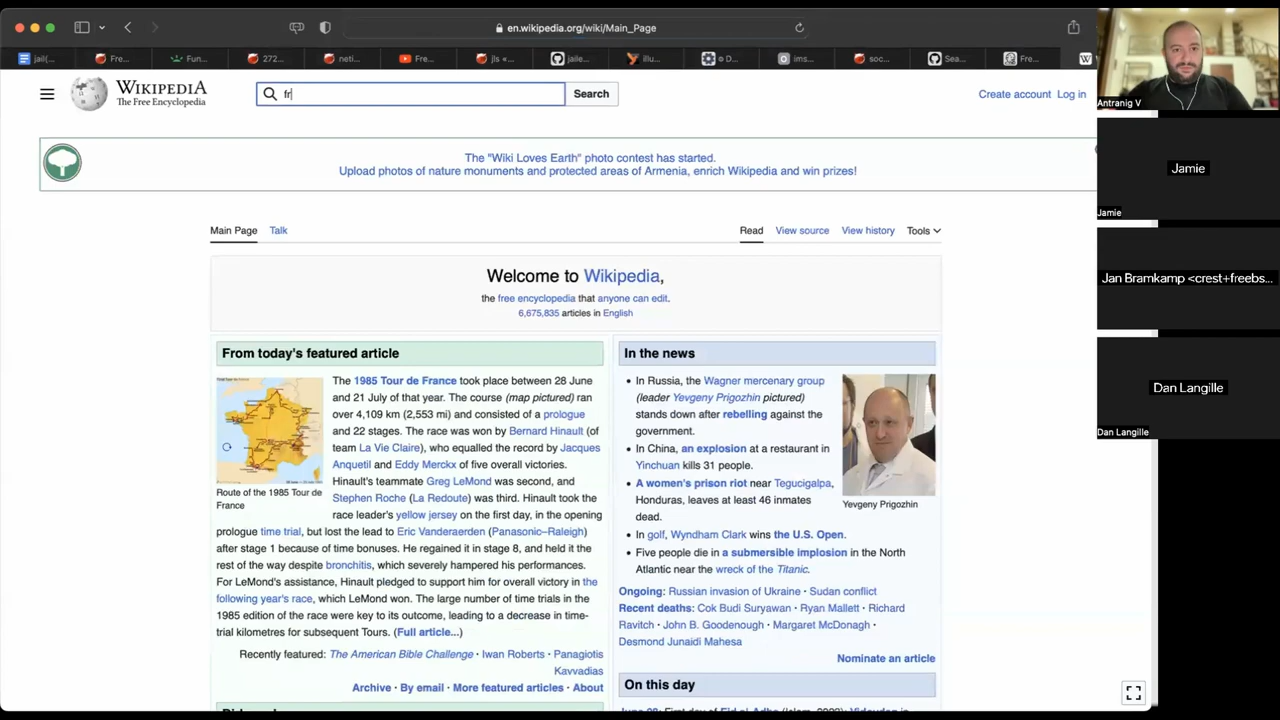 en.wikipedia.org/wiki/Main_Page
jail(...
Fre...
Fun...
272...
neti...
Fre...
jls «...
jaile...
illu...
D...
ims...
soc...
Sea...
Fre...
WIKIPEDIA
The Free Encyclopedia
fr
Search
Create account
Log in
The "Wiki Loves Earth" photo contest has started.
Upload photos of nature monuments and protected areas of Armenia, enrich Wikipedia and win prizes!
Main Page
Talk
Read
View source
View history
Tools
Welcome to Wikipedia,
the free encyclopedia that anyone can edit.
6,675,835 articles in English
From today's featured article
Route of the 1985 Tour de
France
The 1985 Tour de France took place between 28 June
and 21 July of that year. The course (map pictured) ran
over 4,109 km (2,553 mi) and consisted of a prologue
and 22 stages. The race was won by Bernard Hinault (of
team La Vie Claire), who equalled the record by Jacques
Anquetil and Eddy Merckx of five overall victories.
Hinault's teammate Greg LeMond was second, and
Stephen Roche (La Redoute) was third. Hinault took the
race leader's yellow jersey on the first day, in the opening
prologue time trial, but lost the lead to Eric Vanderaerden (Panasonic–Raleigh)
after stage 1 because of time bonuses. He regained it in stage 8, and held it the
rest of the way despite bronchitis, which severely hampered his performances.
For LeMond's assistance, Hinault pledged to support him for overall victory in the
following year's race, which LeMond won. The large number of time trials in the
1985 edition of the race were key to its outcome, leading to a decrease in time-
trial kilometres for subsequent Tours. (Full article...)
Recently featured: The American Bible Challenge · Iwan Roberts · Panagiotis
Kavvadias
Archive · By email · More featured articles · About
In the news
In Russia, the Wagner mercenary group
(leader Yevgeny Prigozhin pictured)
stands down after rebelling against the
government.
In China, an explosion at a restaurant in
Yinchuan kills 31 people.
A women's prison riot near Tegucigalpa,
Honduras, leaves at least 46 inmates
dead.
In golf, Wyndham Clark wins the U.S. Open.
Five people die in a submersible implosion in the North
Atlantic near the wreck of the Titanic.
Yevgeny Prigozhin
Ongoing: Russian invasion of Ukraine · Sudan conflict
Recent deaths: Cok Budi Suryawan · Ryan Mallett · Richard
Ravitch · John B. Goodenough · Margaret McDonagh ·
Desmond Junaidi Mahesa
Nominate an article
On this day
Antranig V
Jamie
Jamie
Jan Bramkamp <crest+freebs...
Dan Langille
Dan Langille